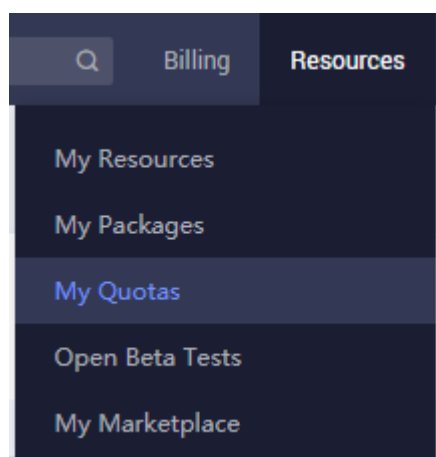 Billing Resources
My Resources
My Packages
My Quotas
Open Beta Tests
My Marketplace